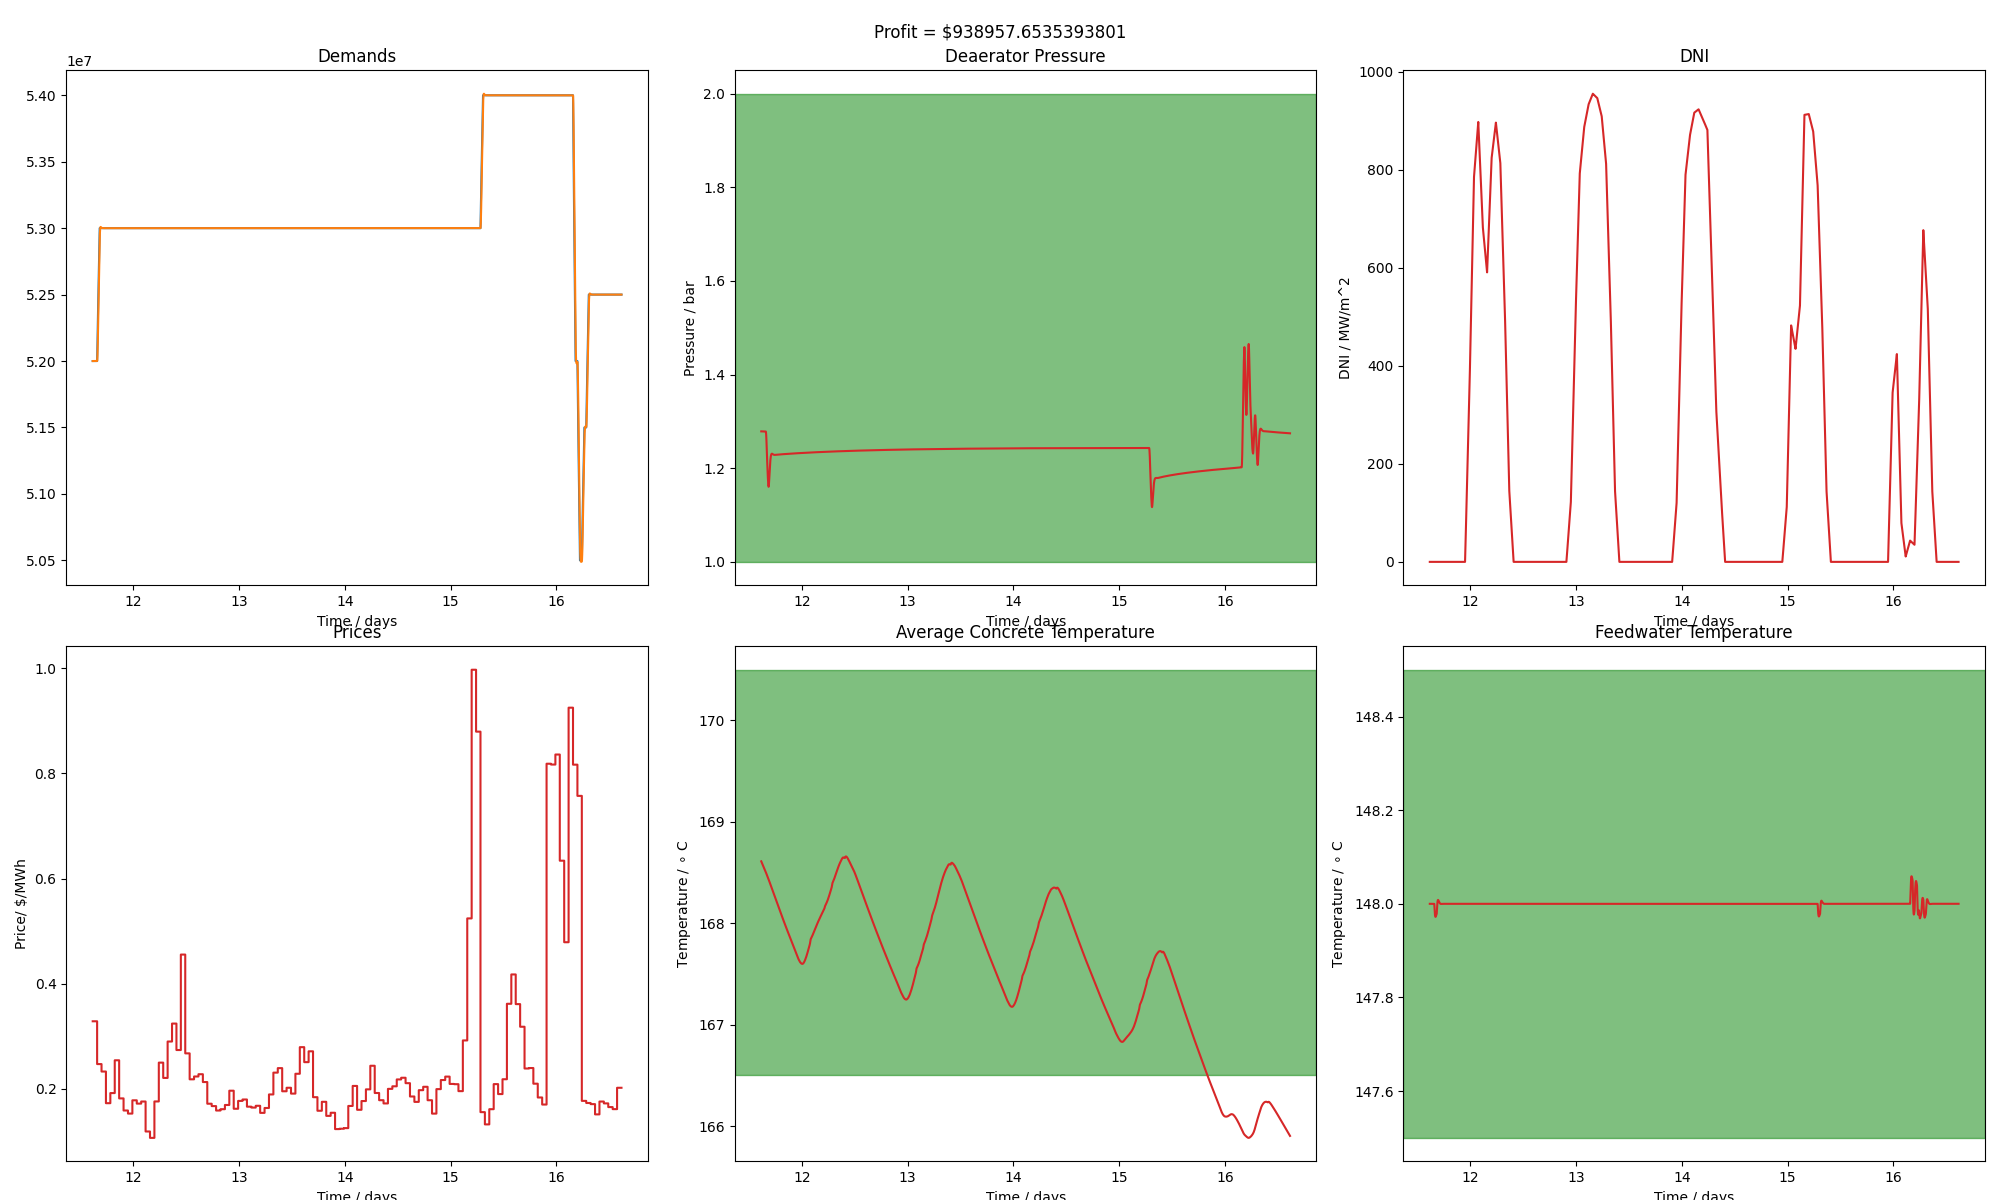 Profit = $938957.6535393801
Demands
1e7
5.40
5.35
5.30
5.25
5.20
5.15
5.10
5.05
12 13 14 15 16
Time / days
Deaerator Pressure
Pressure / bar
2.0
1.8
1.6
1.4
1.2
1.0
12 13 14 15 16
Time / days
DNI
DNI / MW/m^2
1000
800
600
400
200
0
12 13 14 15 16
Time / days
Prices
Price/ $/MWh
1.0
0.8
0.6
0.4
0.2
12 13 14 15 16
Time / days
Average Concrete Temperature
Temperature / ∘ C
170
169
168
167
166
12 13 14 15 16
Time / days
Feedwater Temperature
Temperature / ∘ C
148.4
148.2
148.0
147.8
147.6
12 13 14 15 16
Time / days